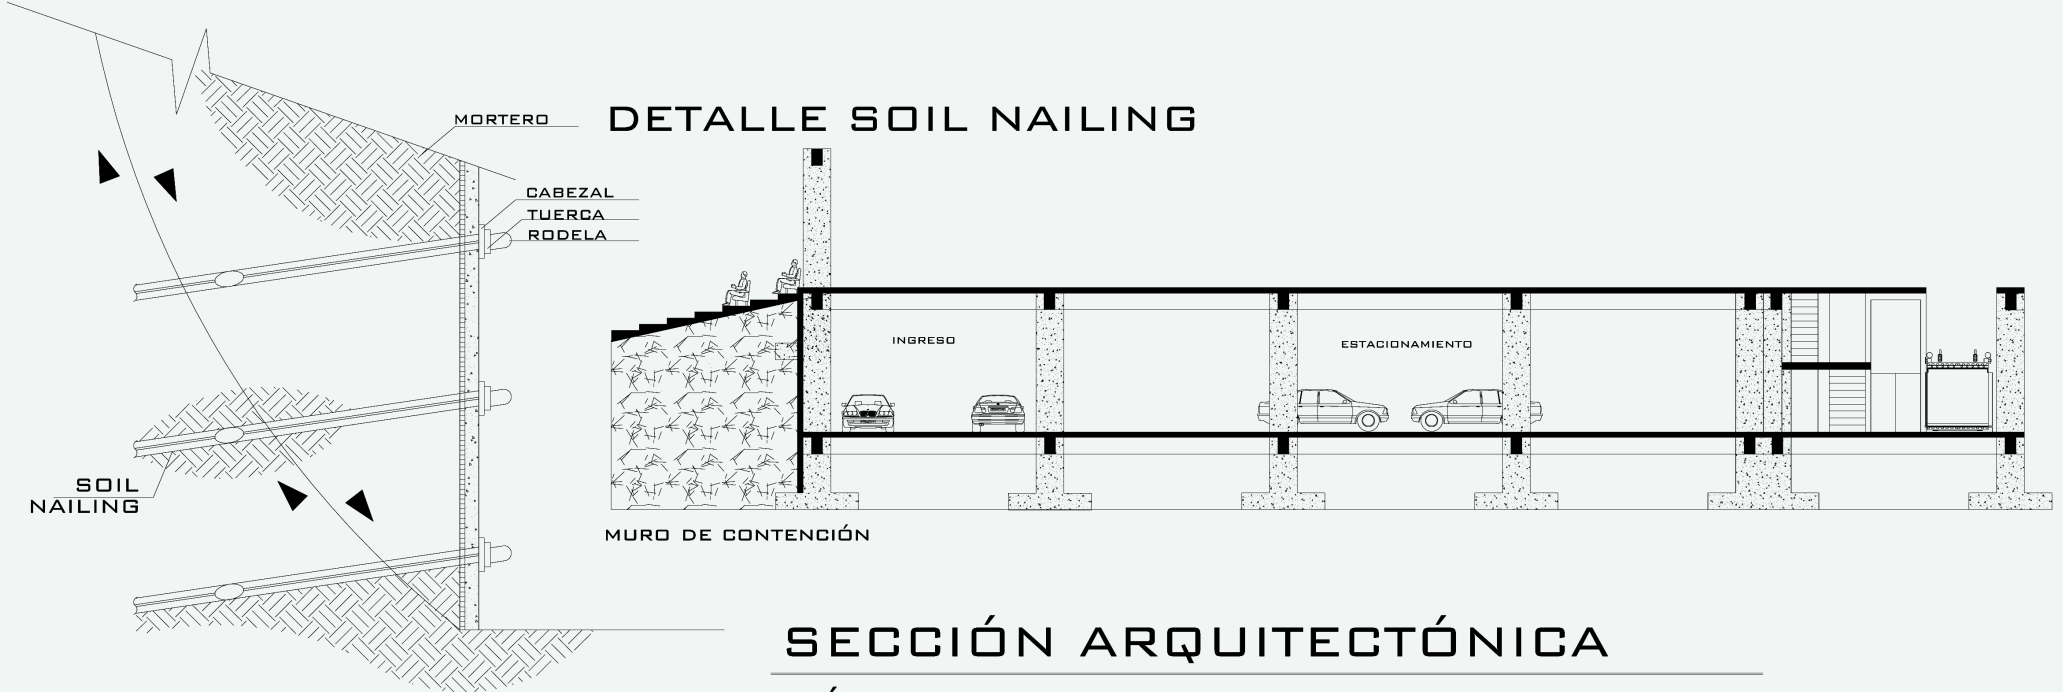 MORTERO
DETALLE SOIL NAILING
CABEZAL
TUERCA
RODELA
INGRESO
ESTACIONAMIENTO
SOIL
NAILING
MURO DE CONTENCIÓN
SECCIÓN ARQUITECTÓNICA